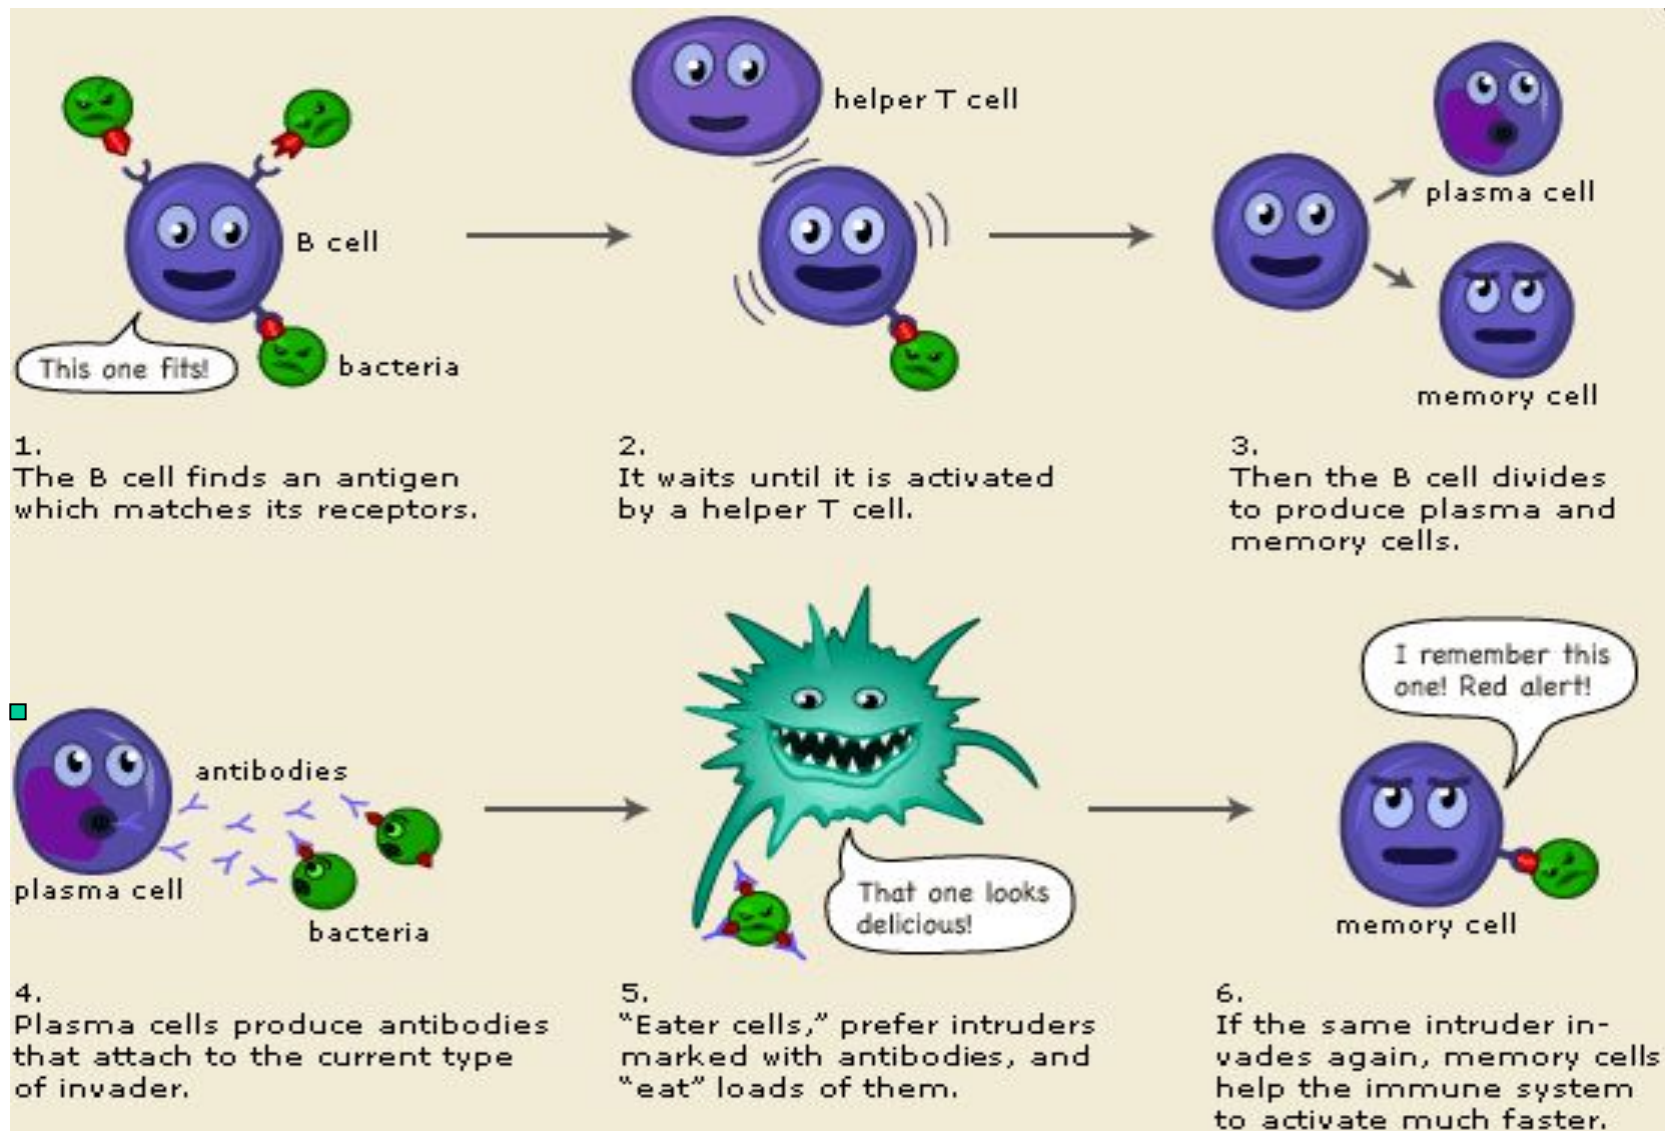 helper T cell
B cell
This one fits!
bacteria
plasma cell
memory cell
1.
The B cell finds an antigen
which matches its receptors.
2.
It waits until it is activated
by a helper T cell.
3.
Then the B cell divides
to produce plasma and
memory cells.
antibodies
plasma cell
bacteria
That one looks
delicious!
I remember this
one! Red alert!
memory cell
4.
Plasma cells produce antibodies
that attach to the current type
of invader.
5.
“Eater cells,” prefer intruders
marked with antibodies, and
“eat” loads of them.
6.
If the same intruder in-
vades again, memory cells
help the immune system
to activate much faster.